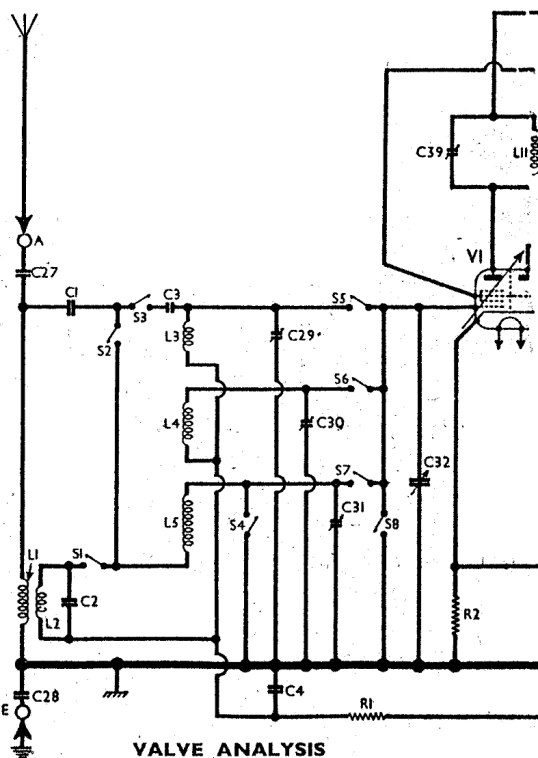 C39
L11
A
V1
C27
C1
S3
C3
S5
S2
L3
C29
S6
L4
C30
S7
C32
L5
S4
C31
S8
L1
S1
C2
L2
R2
C28
C4
E
R1
VALVE ANALYSIS